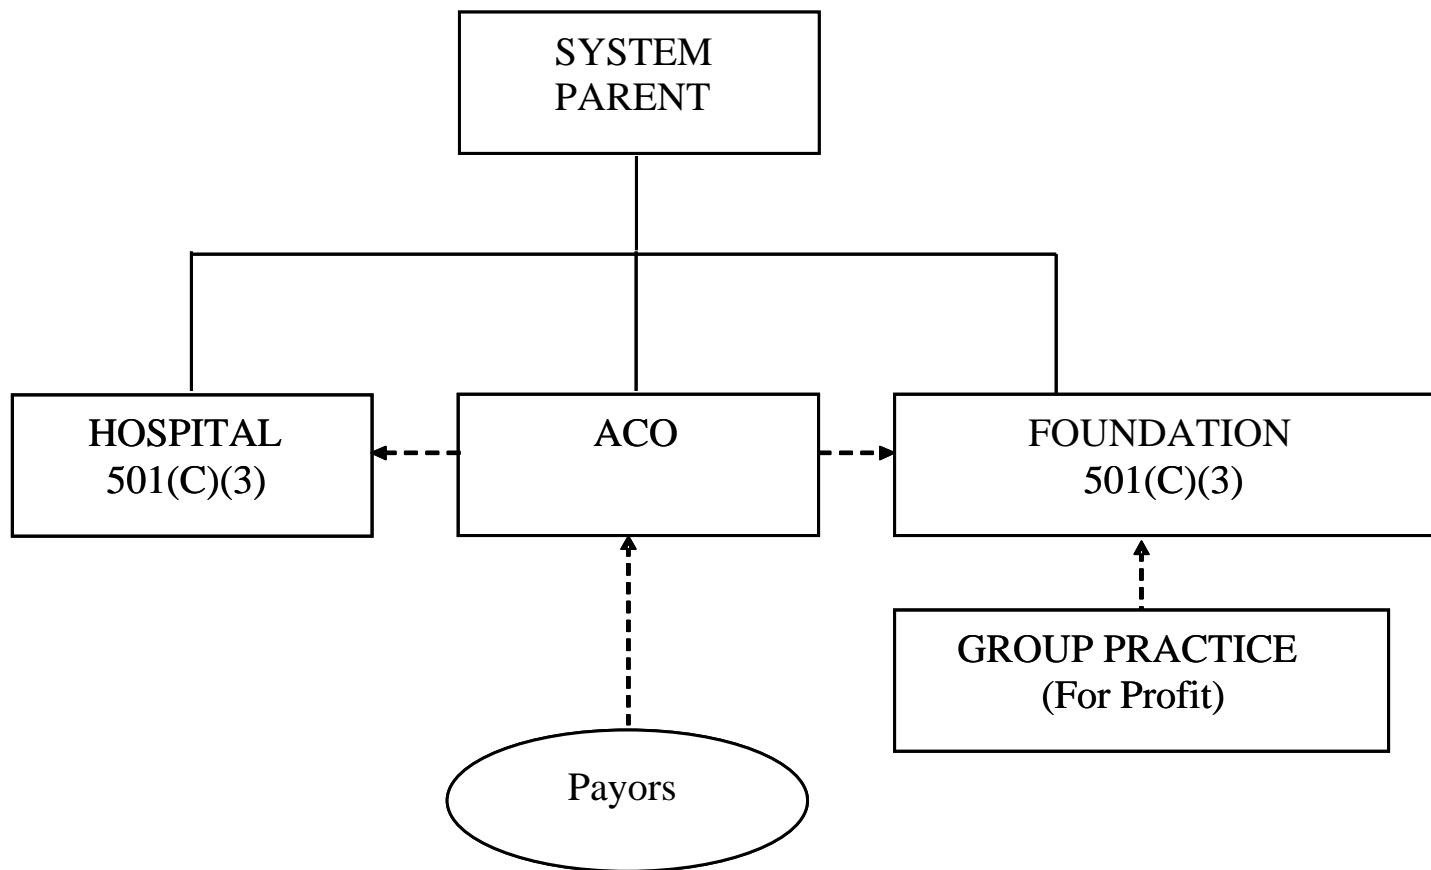 SYSTEM
PARENT
HOSPITAL
501(C)(3)
ACO
FOUNDATION
501(C)(3)
GROUP PRACTICE
(For Profit)
Payors